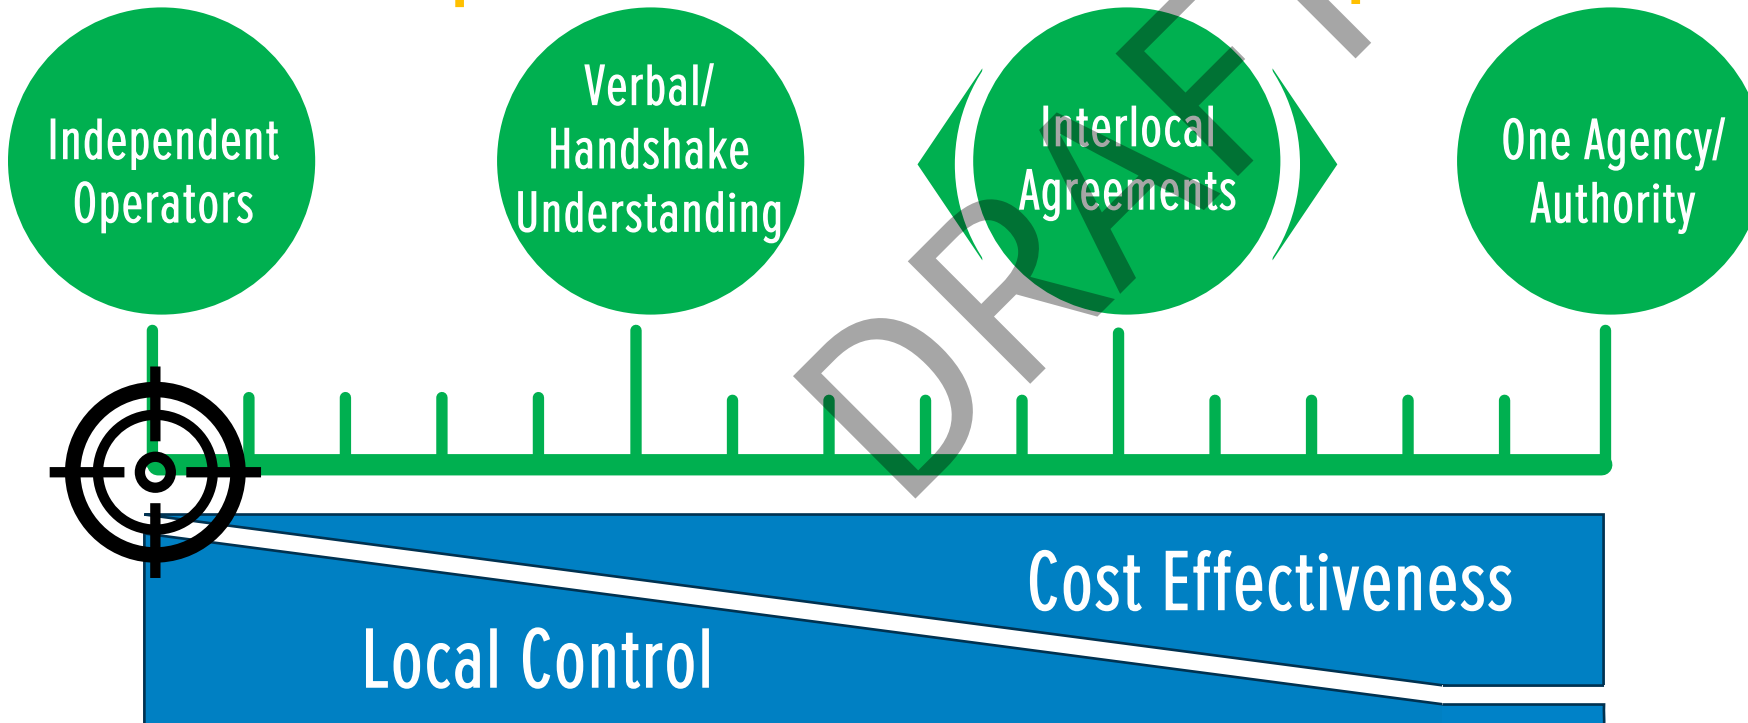 Independent
Operators
Verbal/
Handshake
Understanding
Interlocal
Agreements
One Agency/
Authority
DRAFT
Cost Effectiveness
Local Control